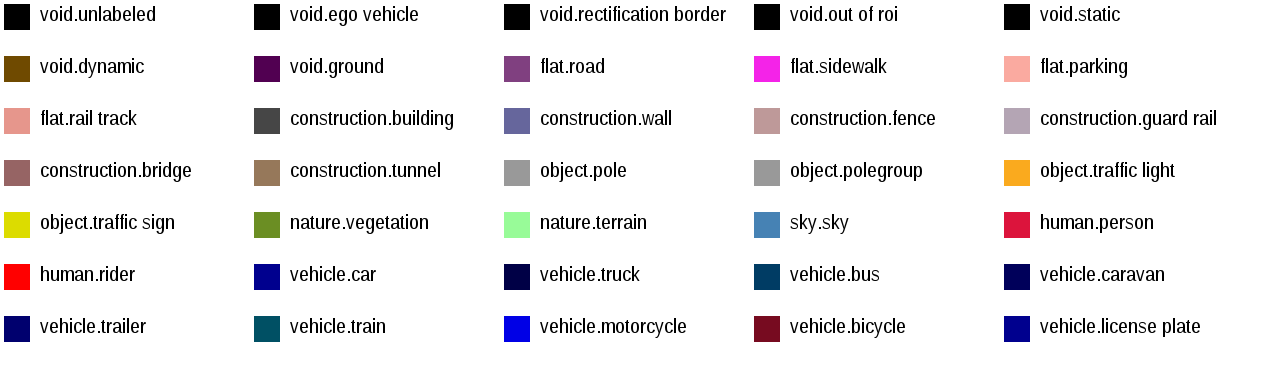 void.unlabeled void.ego vehicle void.rectification border void.out of roi void.static
void.dynamic void.ground flat.road flat.sidewalk flat.parking
flat.rail track construction.building construction.wall construction.fence construction.guard rail
construction.bridge construction.tunnel object.pole object.polegroup object.traffic light
object.traffic sign nature.vegetation nature.terrain sky.sky human.person
human.rider vehicle.car vehicle.truck vehicle.bus vehicle.caravan
vehicle.trailer vehicle.train vehicle.motorcycle vehicle.bicycle vehicle.license plate